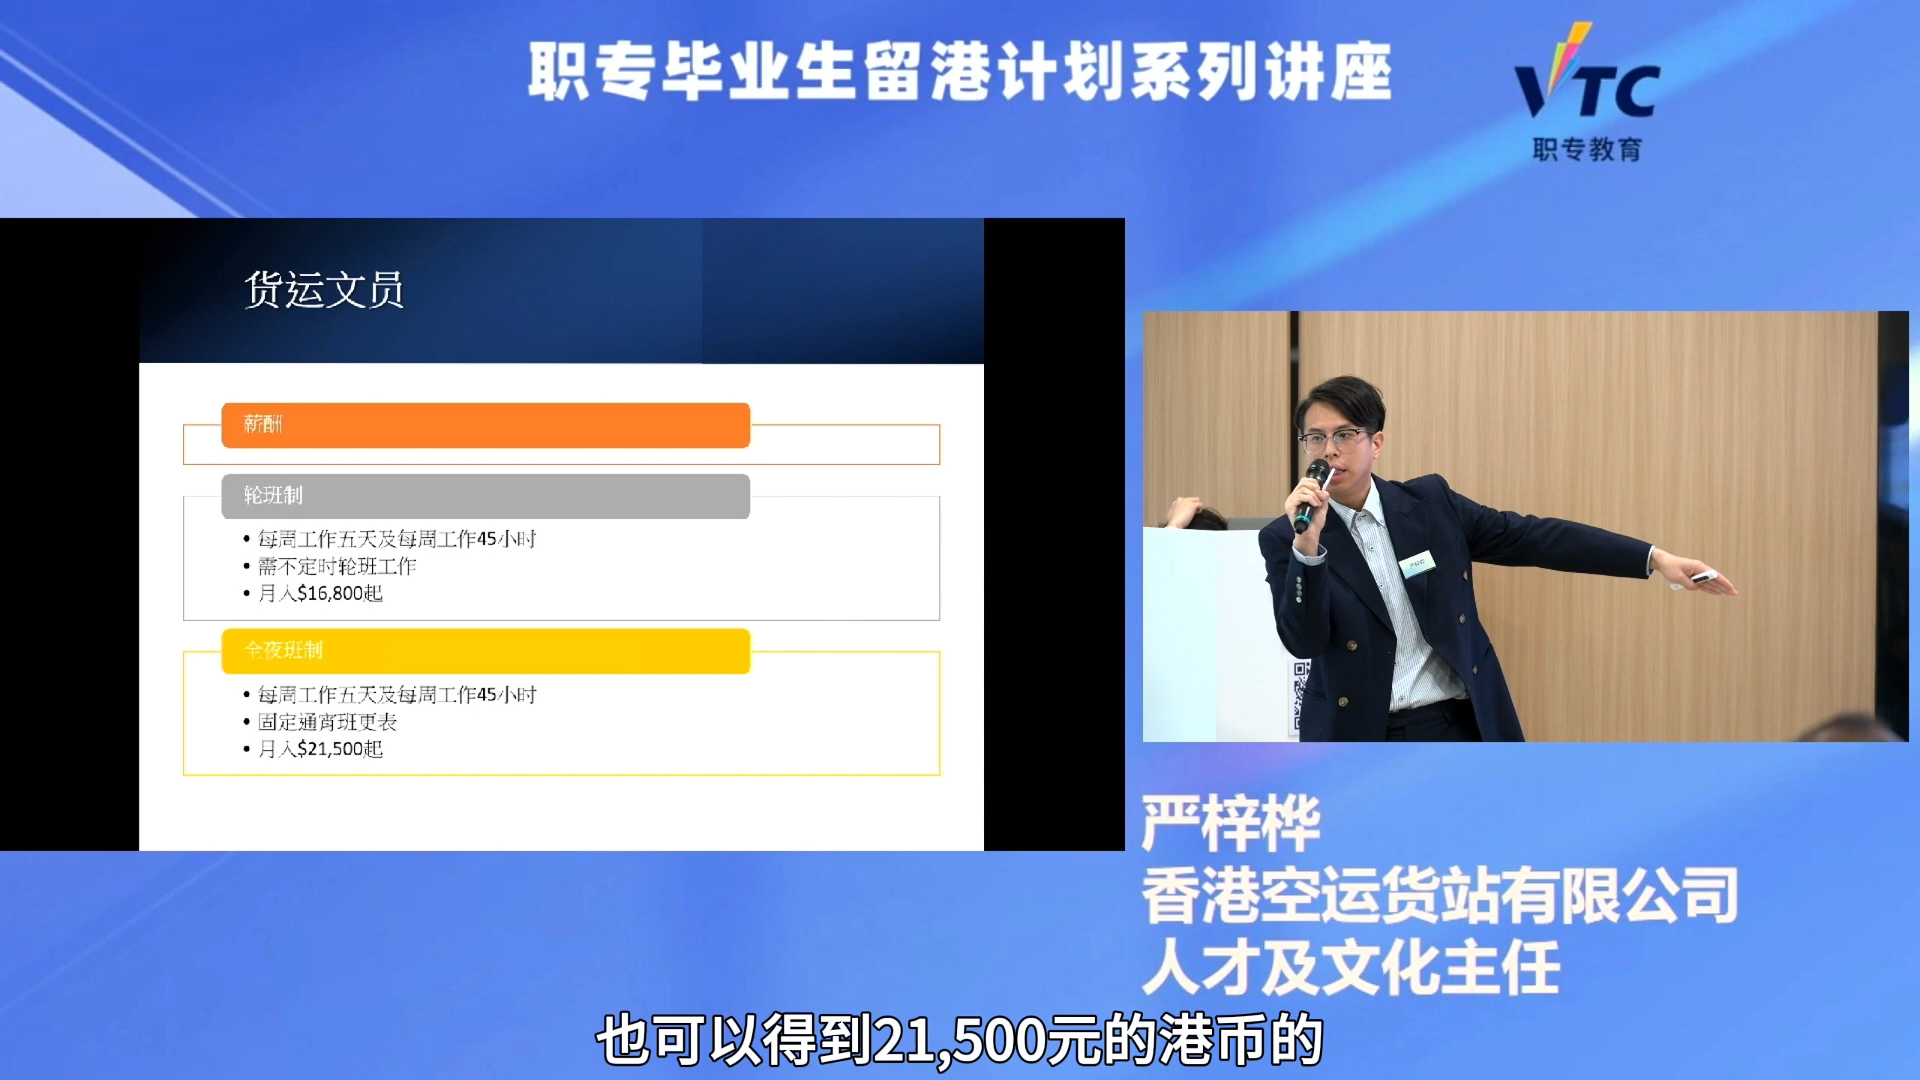 职专毕业生留港计划系列讲座
VTC
职专教育
货运文员
薪酬
轮班制
• 每周工作五天及每周工作45小时
• 需不定时轮班工作
• 月入$16,800起
全夜班制
• 每周工作五天及每周工作45小时
• 固定通宵班更表
• 月入$21,500起
严梓桦
香港空运货站有限公司
人才及文化主任
也可以得到21,500元的港币的